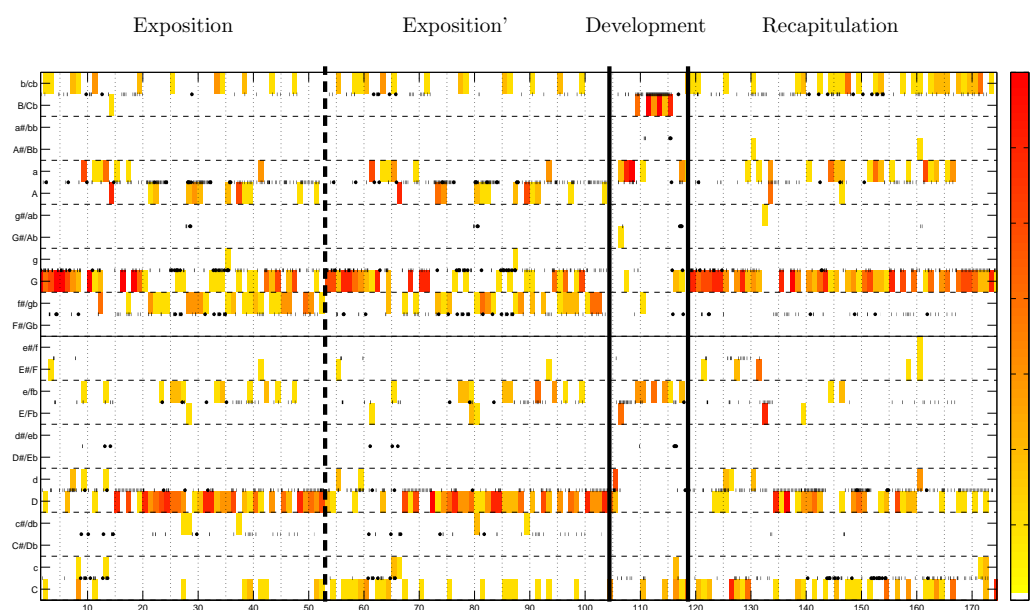 Exposition Exposition’ Development Recapitulation
b/cb
B/Cb
a#/bb
A#/Bb
a
A
g#/ab
G#/Ab
g
G
f#/gb
F#/Gb
e#/f
E#/F
e/fb
E/Fb
d#/eb
D#/Eb
d
D
c#/db
C#/Db
c
C
10 20 30 40 50 60 70 80 90 100 110 120 130 140 150 160 170